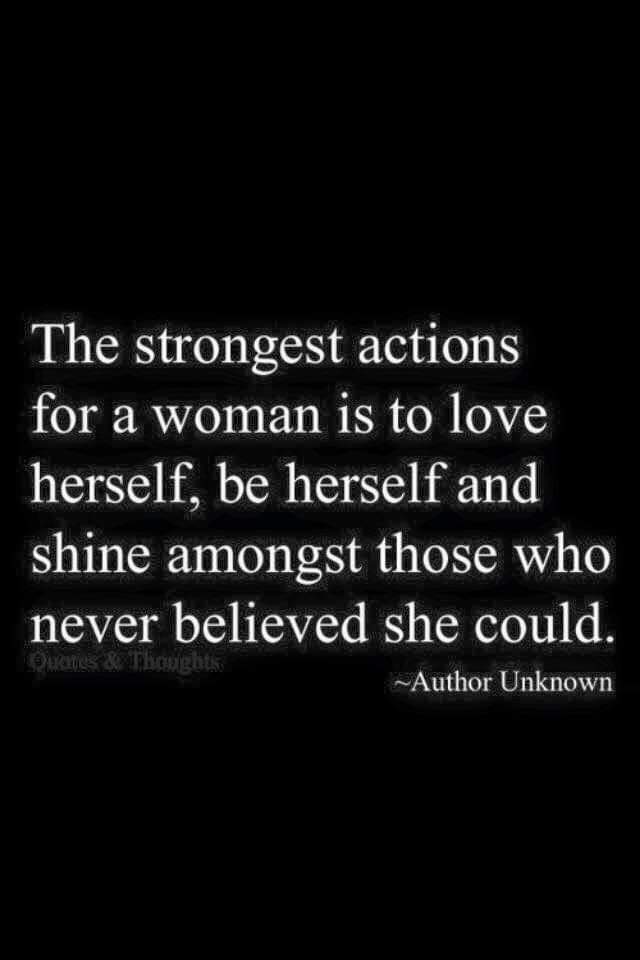 The strongest actions
for a woman is to love
herself, be herself and
shine amongst those who
never believed she could.
Quotes & Thoughts
~Author Unknown